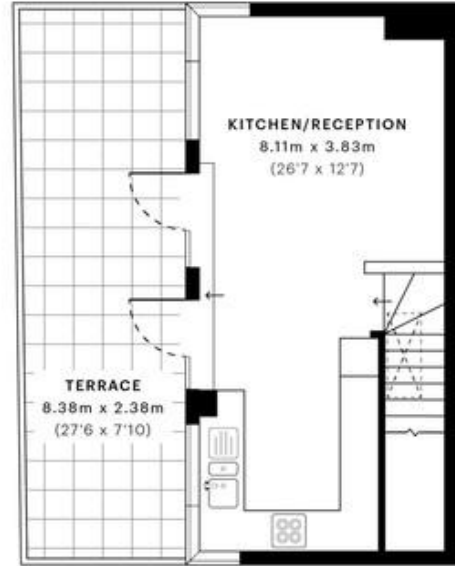 KITCHEN/RECEPTION
8.11m x 3.83m
(26'7 x 12'7)
TERRACE
8.38m x 2.38m
(27'6 x 7'10)